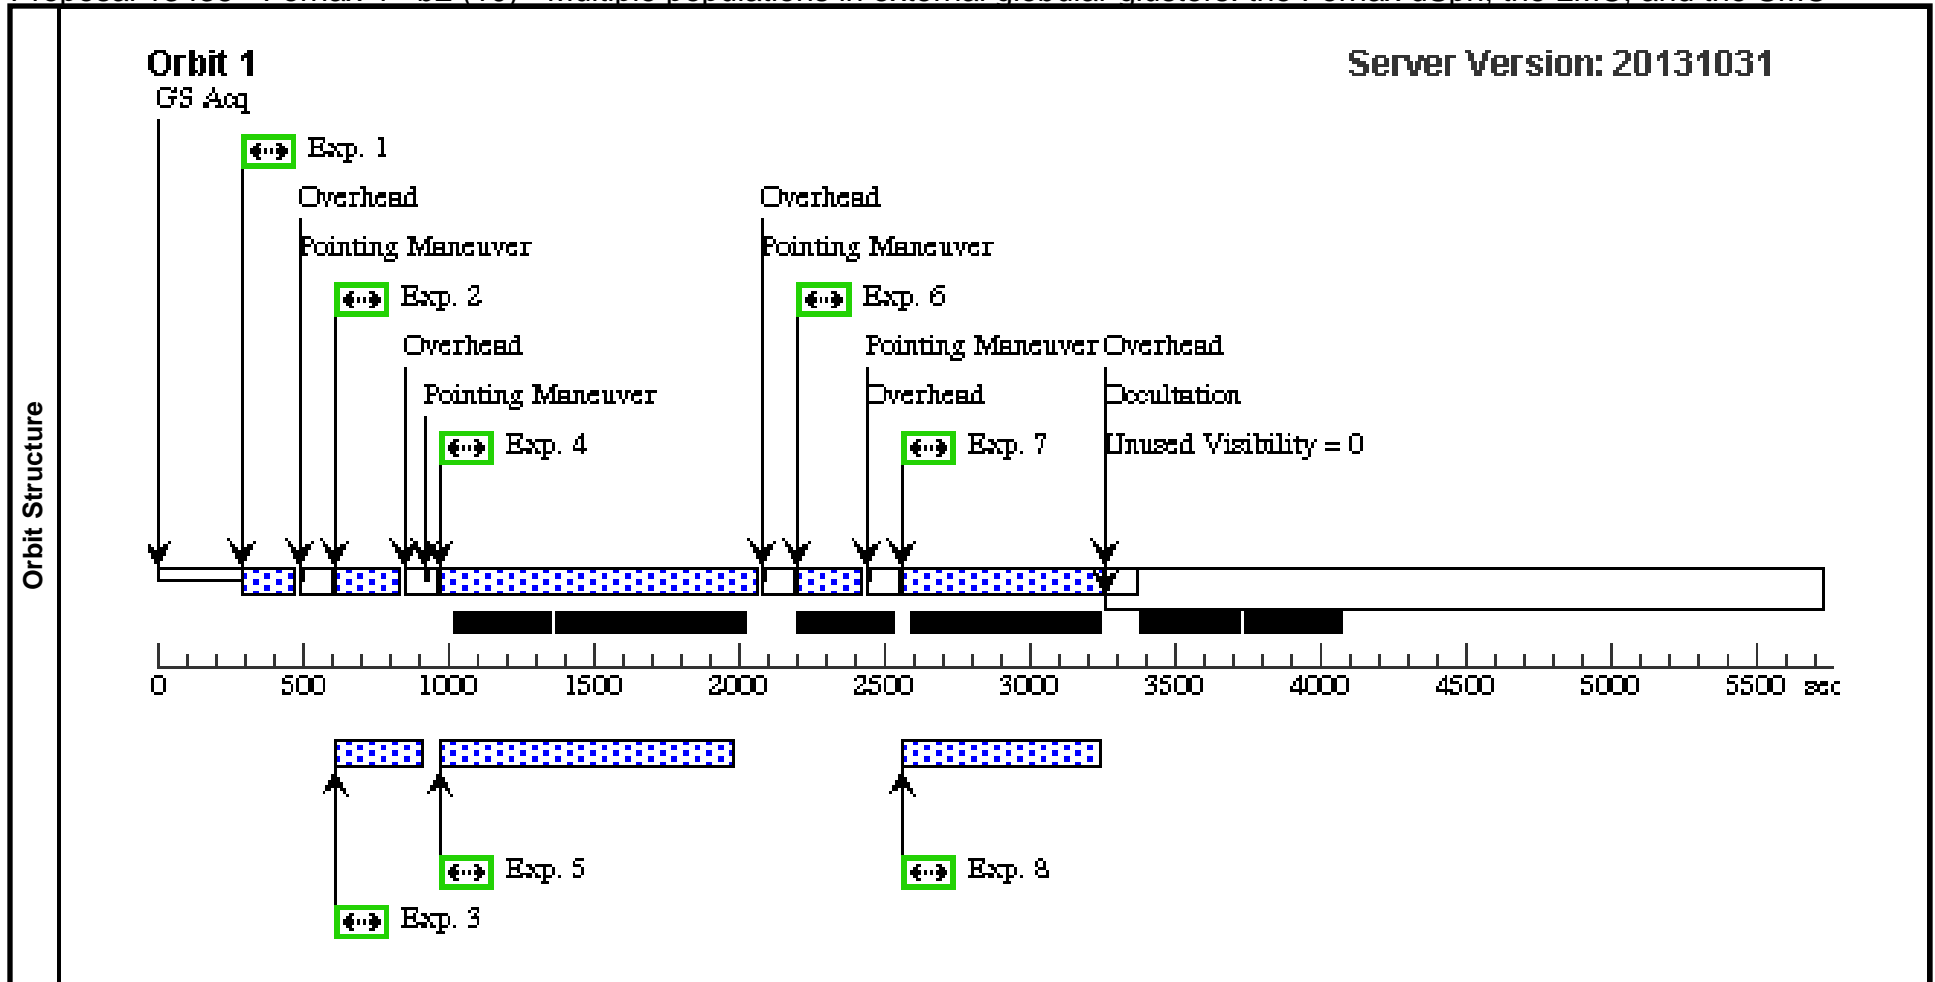 Orbit 1
Server Version: 20131031
GS Acq
Exp. 1
Overhead
Overhead
Pointing Maneuver
Pointing Maneuver
Exp. 2
Exp. 6
Overhead
Pointing Maneuver
Overhead
Pointing Maneuver
Overhead
Occultation
Exp. 4
Exp. 7
Unused Visibility = 0
Orbit Structure
0 500 1000 1500 2000 2500 3000 3500 4000 4500 5000 5500 sec
Exp. 5
Exp. 8
Exp. 3